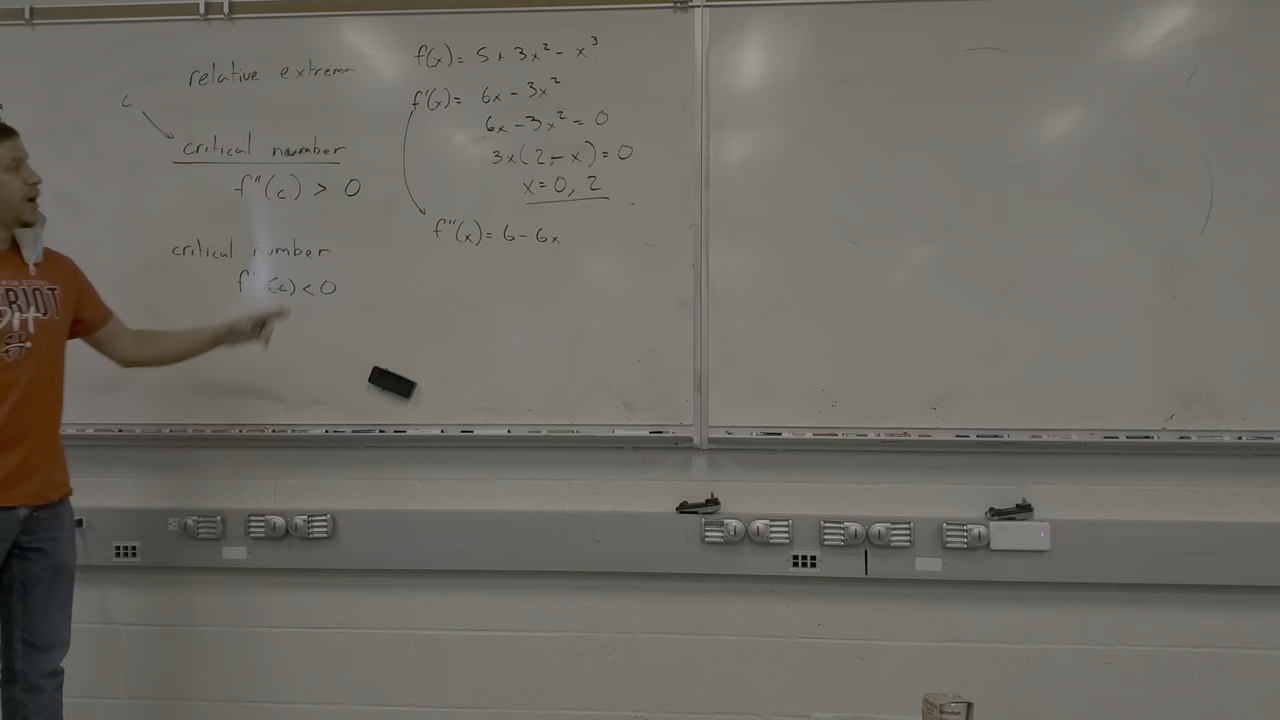 relative extrema
c
critical number
f''(c) > 0
critical number
f''(c) < 0
f(x) = 5 + 3x² - x³
f'(x) = 6x - 3x²
6x - 3x² = 0
3x(2 - x) = 0
x = 0, 2
f''(x) = 6 - 6x